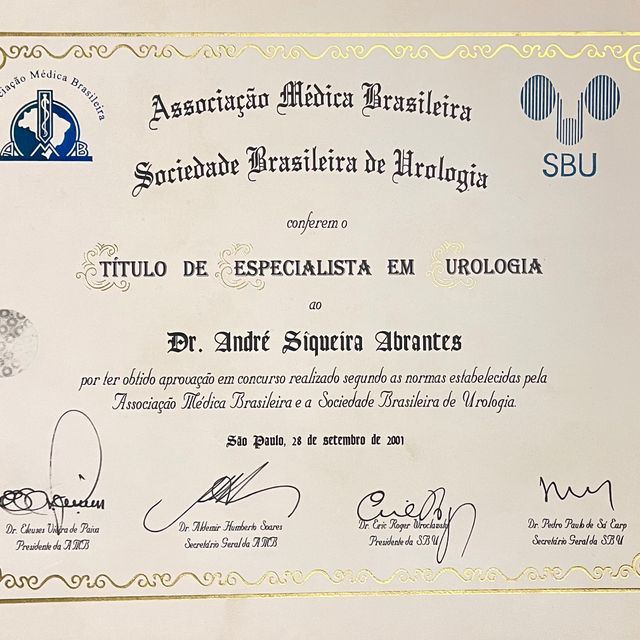 ciação Médica Brasileira
Associação Médica Brasileira
SBU
Sociedade Brasileira de Urologia
conferem o
TÍTULO DE ESPECIALISTA EM UROLOGIA
ao
Dr. André Siqueira Abrantes
por ter obtido aprovação em concurso realizado segundo as normas estabelecidas pela
Associação Médica Brasileira e a Sociedade Brasileira de Urologia.
São Paulo, 28 de setembro de 2001
Dr. Eleuses Vieira de Paiva
Presidente da AMB
Dr. Aldemir Humberto Soares
Secretário Geral da AMB
Dr. Eric Roger Wroclawski
Presidente da SBU
Dr. Pedro Paulo de Sá Earp
Secretário Geral da SBU